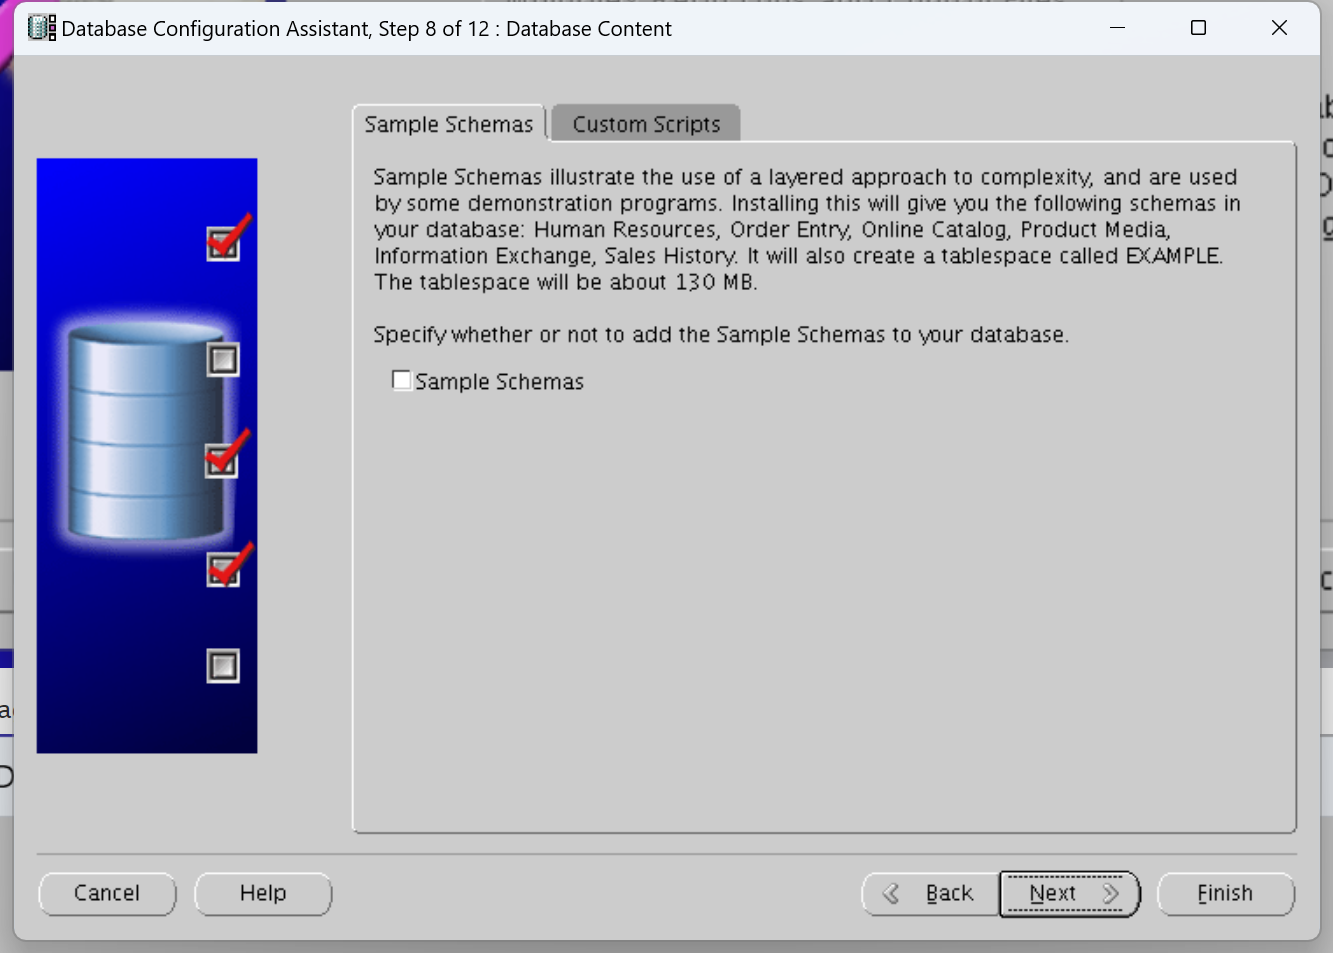 Database Configuration Assistant, Step 8 of 12 : Database Content
Sample Schemas
Custom Scripts
Sample Schemas illustrate the use of a layered approach to complexity, and are used
by some demonstration programs. Installing this will give you the following schemas in
your database: Human Resources, Order Entry, Online Catalog, Product Media,
Information Exchange, Sales History. It will also create a tablespace called EXAMPLE.
The tablespace will be about 130 MB.
Specify whether or not to add the Sample Schemas to your database.
Sample Schemas
Cancel
Help
Back
Next
Finish